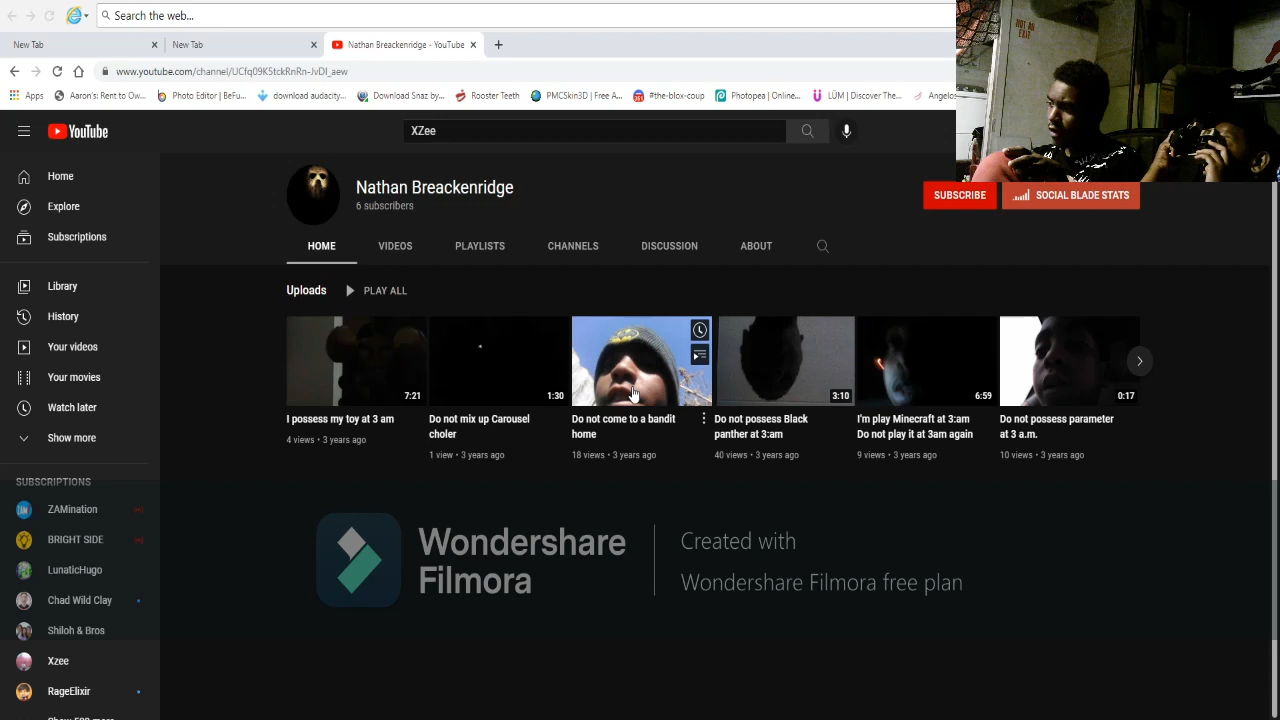 Search the web...
New Tab
New Tab
Nathan Breackenridge - YouTube
www.youtube.com/channel/UCfq09K5tckRnRn-JvDl_aew
Apps
Aaron's Rent to Ow...
Photo Editor | BeFu...
download audacity...
Download Snaz by...
Rooster Teeth
PMCSkin3D | Free A...
#the-blox-coup
Photopea | Online...
LÜM | Discover The...
Angelo
NOT AN
EXIT
YouTube
XZee
Home
Explore
Subscriptions
Library
History
Your videos
Your movies
Watch later
Show more
SUBSCRIPTIONS
ZAMination
BRIGHT SIDE
LunaticHugo
Chad Wild Clay
Shiloh & Bros
Xzee
RageElixir
Nathan Breackenridge
6 subscribers
SUBSCRIBE
SOCIAL BLADE STATS
HOME
VIDEOS
PLAYLISTS
CHANNELS
DISCUSSION
ABOUT
Uploads
PLAY ALL
7:21
I possess my toy at 3 am
4 views • 3 years ago
1:30
Do not mix up Carousel
choler
1 view • 3 years ago
Do not come to a bandit
home
18 views • 3 years ago
3:10
Do not possess Black
panther at 3:am
40 views • 3 years ago
6:59
I'm play Minecraft at 3:am
Do not play it at 3am again
9 views • 3 years ago
0:17
Do not possess parameter
at 3 a.m.
10 views • 3 years ago
Wondershare
Filmora
Created with
Wondershare Filmora free plan